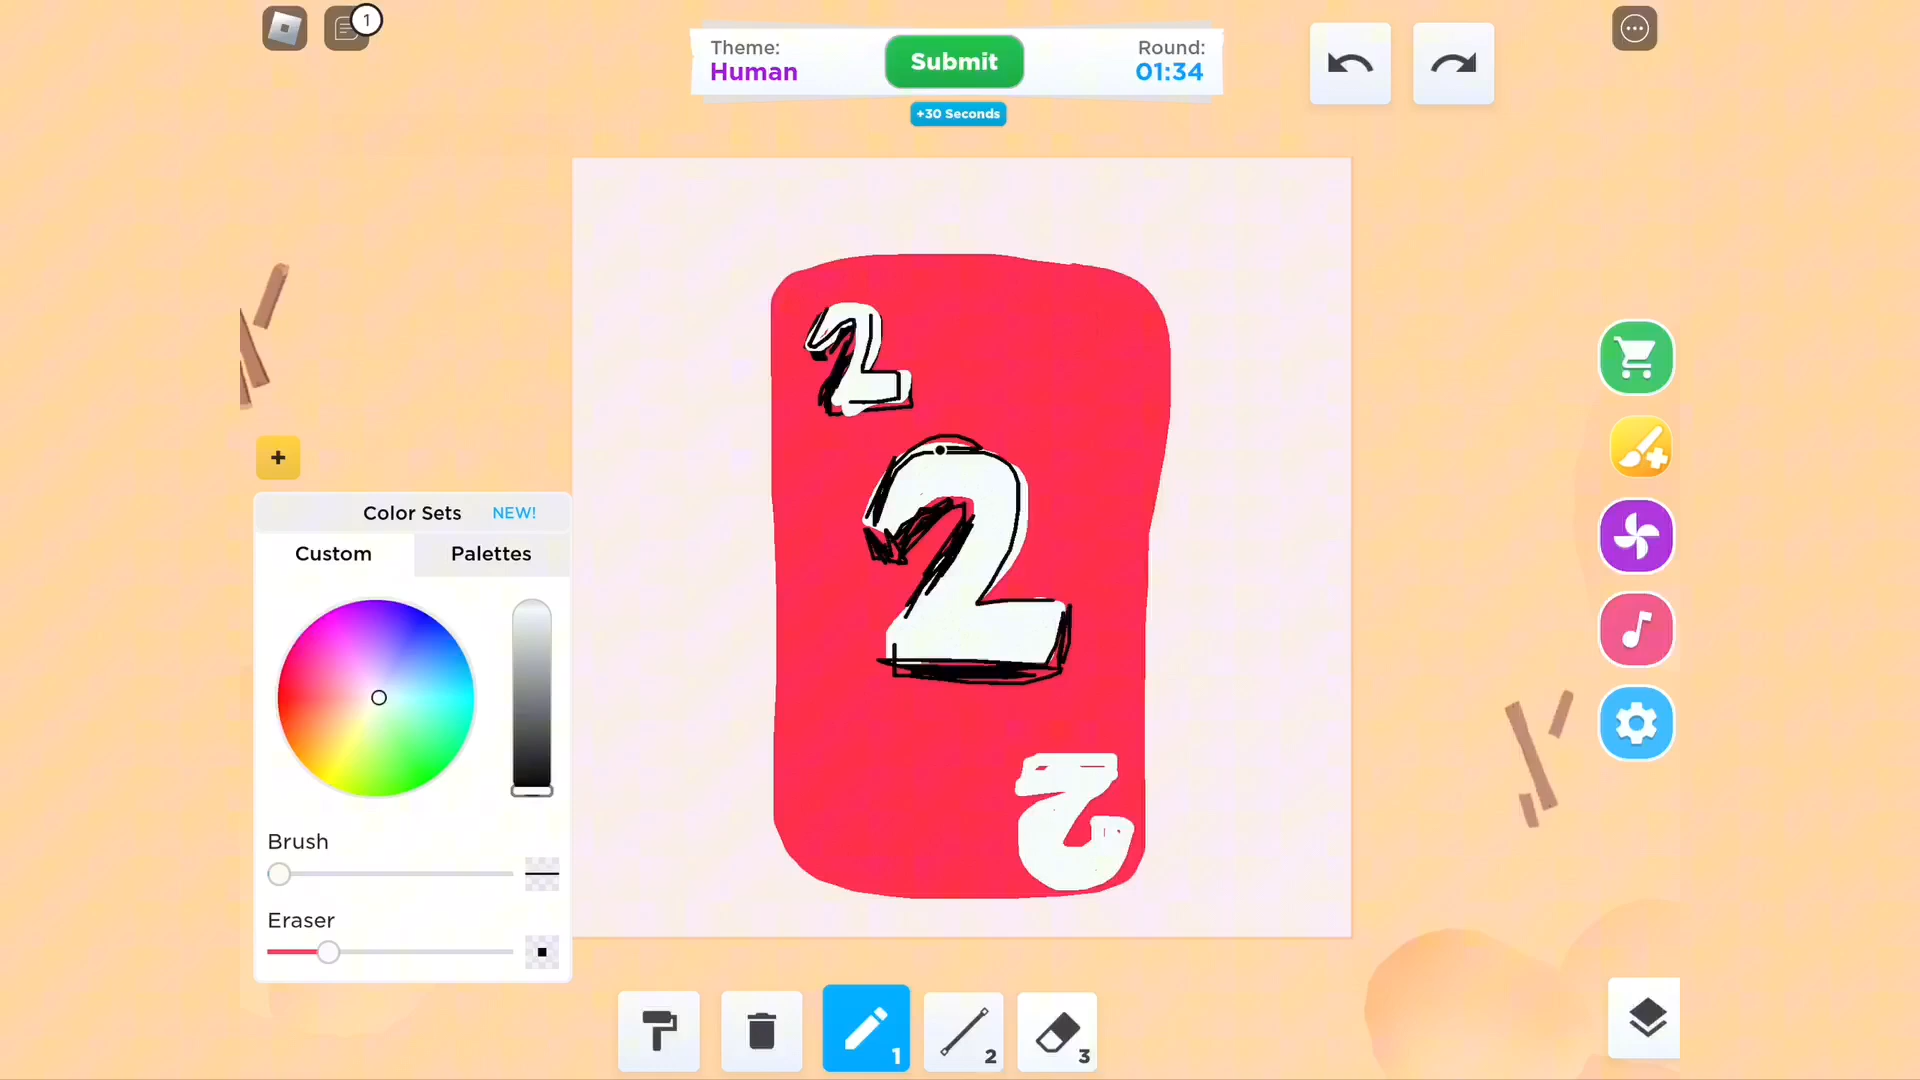 1
Theme:
Human
Submit
Round:
01:34
+30 Seconds
2
2
2
+
Color Sets NEW!
Custom
Palettes
Brush
Eraser
1
2
3